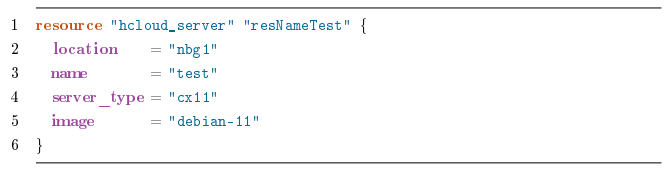 1 resource "hcloud_server" "resNameTest" {
2   location    = "nbg1"
3   name        = "test"
4   server_type = "cx11"
5   image       = "debian-11"
6 }